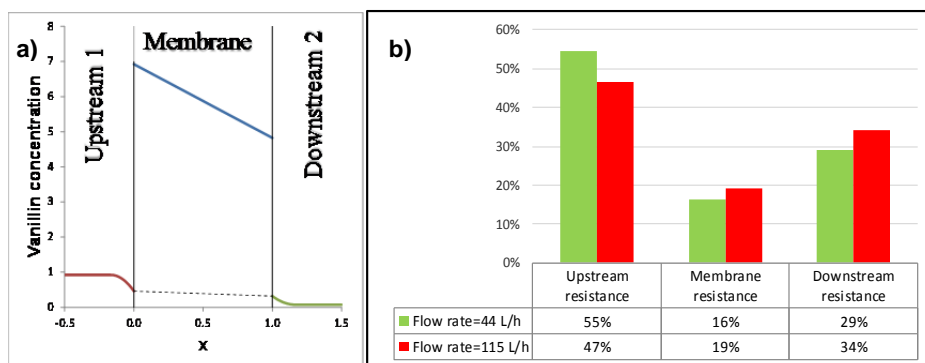 a)
Vanillin concentration
8
7
6
5
4
3
2
1
0
Upstream 1
Membrane
Downstream 2
-0.5 0.0 0.5 1.0 1.5
x
b)
60%
50%
40%
30%
20%
10%
0%
Upstream resistance Membrane resistance Downstream resistance
Flow rate=44 L/h 55% 16% 29%
Flow rate=115 L/h 47% 19% 34%